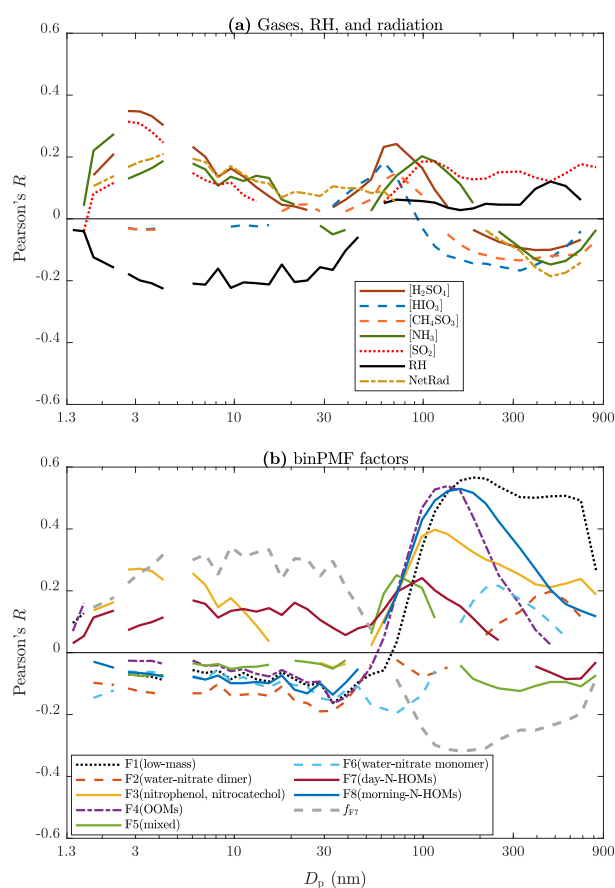 (a) Gases, RH, and radiation
0.6
0.4
0.2
0
-0.2
-0.4
-0.6
Pearson's R
[H₂SO₄]
[HIO₃]
[CH₄SO₃]
[NH₃]
[SO₂]
RH
NetRad
1.3 3 10 30 100 300 900
(b) binPMF factors
0.6
0.4
0.2
0
-0.2
-0.4
-0.6
Pearson's R
F1(low-mass)
F2(water-nitrate dimer)
F3(nitrophenol, nitrocatechol)
F4(OOMs)
F5(mixed)
F6(water-nitrate monomer)
F7(day-N-HOMs)
F8(morning-N-HOMs)
fF7
1.3 3 10 30 100 300 900
Dp (nm)